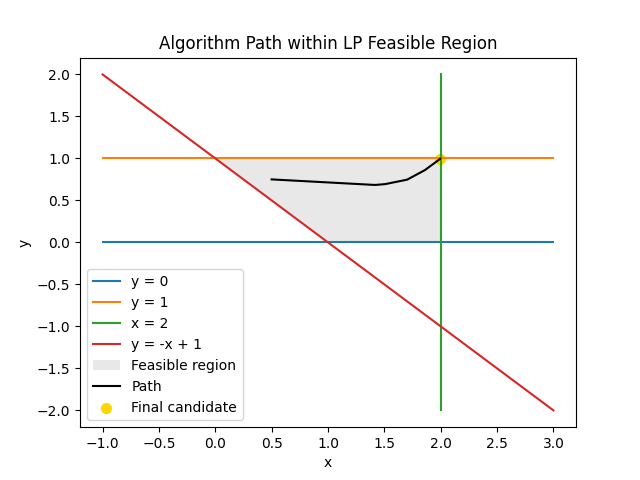 Algorithm Path within LP Feasible Region
2.0
1.5
1.0
0.5
0.0
−0.5
−1.0
−1.5
−2.0
y
y = 0
y = 1
x = 2
y = -x + 1
Feasible region
Path
Final candidate
−1.0 −0.5 0.0 0.5 1.0 1.5 2.0 2.5 3.0
x